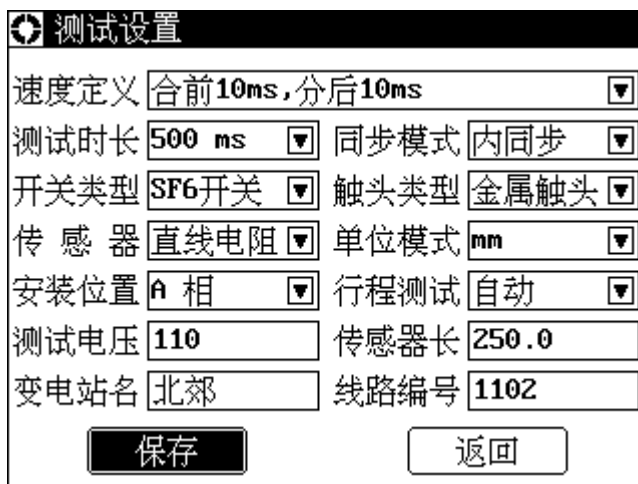 测试设置
速度定义 合前10ms,分后10ms
测试时长 500 ms 同步模式 内同步
开关类型 SF6开关 触头类型 金属触头
传 感 器 直线电阻 单位模式 mm
安装位置 A 相 行程测试 自动
测试电压 110 传感器长 250.0
变电站名 北郊 线路编号 1102
保存 返回